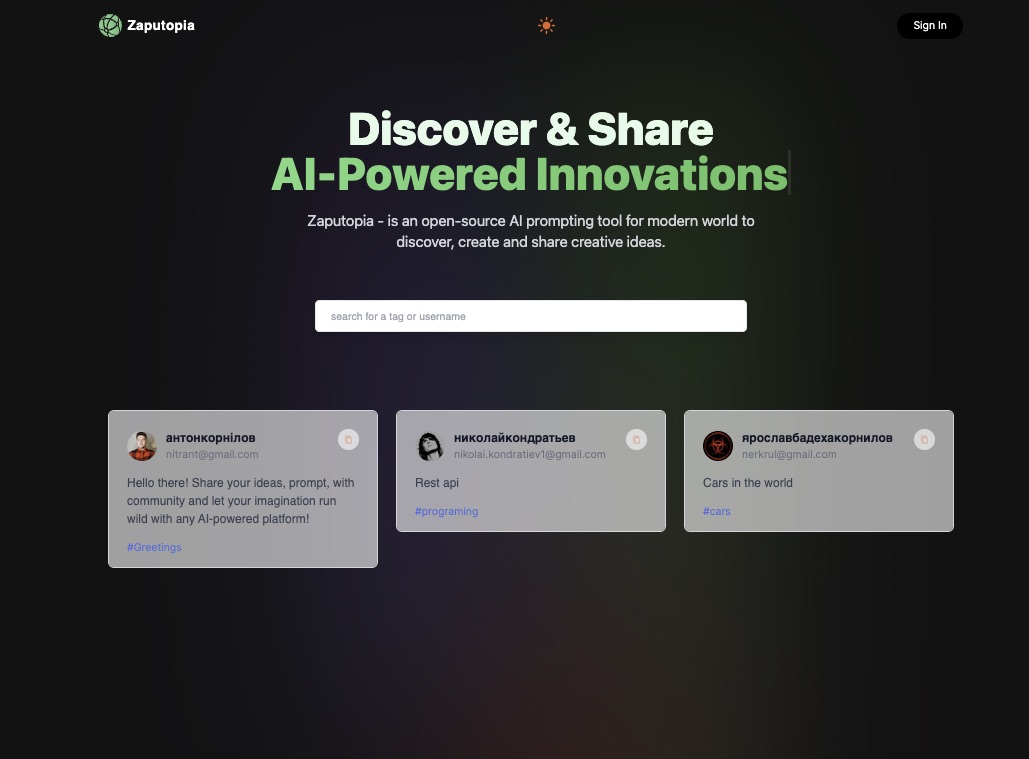 Zaputopia
Sign In
Discover & Share
AI-Powered Innovations
Zaputopia - is an open-source AI prompting tool for modern world to
discover, create and share creative ideas.
search for a tag or username
антонкорнілов
nitrant@gmail.com
Hello there! Share your ideas, prompt, with
community and let your imagination run
wild with any AI-powered platform!
#Greetings
николайкондратьев
nikolai.kondratiev1@gmail.com
Rest api
#programing
ярославбадехакорнилов
nerkrul@gmail.com
Cars in the world
#cars